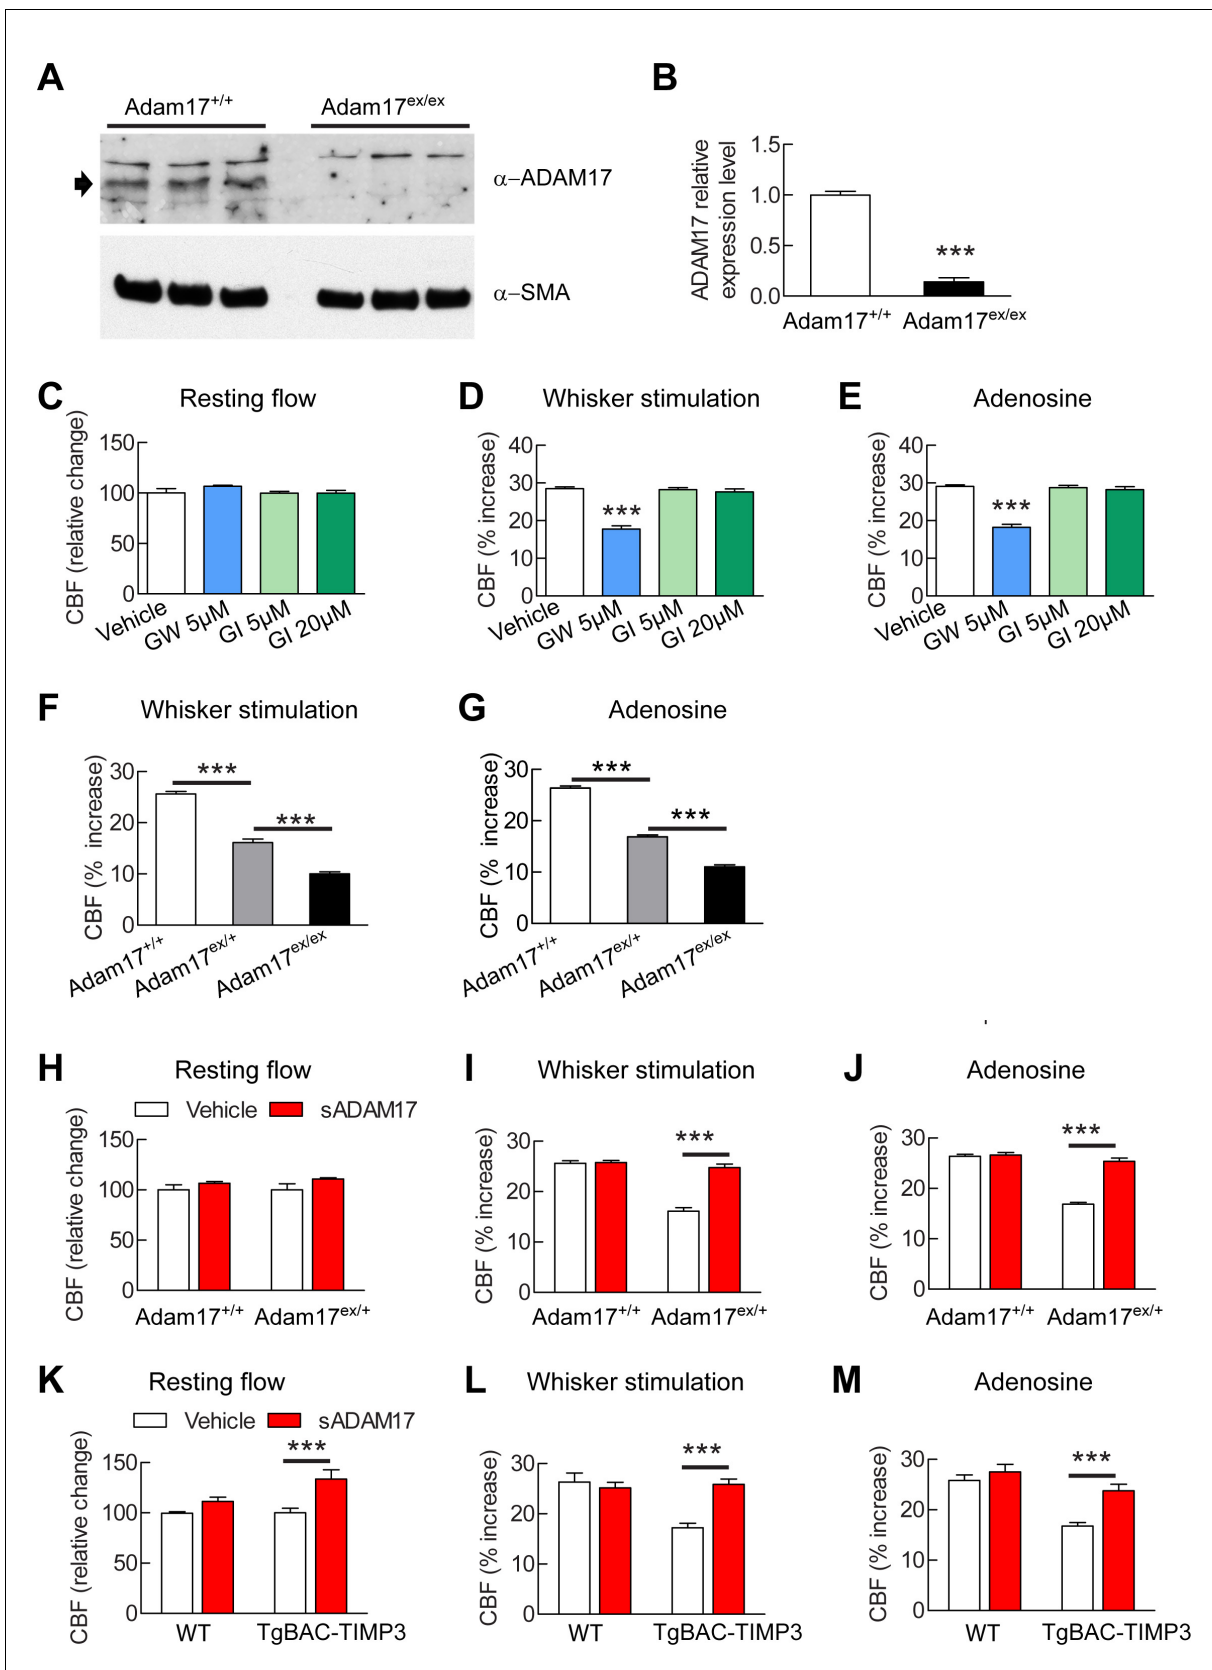 A
B
Adam17+/+
Adam17ex/ex
α–ADAM17
α–SMA
ADAM17 relative
expression level
1.5
1.0
0.5
0.0
***
Adam17+/+ Adam17ex/ex
C
Resting flow
CBF (relative change)
150
100
50
0
Vehicle
GW 5µM
GI 5µM
GI 20µM
D
Whisker stimulation
CBF (% increase)
40
30
20
10
0
***
Vehicle
GW 5µM
GI 5µM
GI 20µM
E
Adenosine
CBF (% increase)
40
30
20
10
0
***
Vehicle
GW 5µM
GI 5µM
GI 20µM
F
Whisker stimulation
CBF (% increase)
30
20
10
0
***
***
Adam17+/+
Adam17ex/+
Adam17ex/ex
G
Adenosine
CBF (% increase)
30
20
10
0
***
***
Adam17+/+
Adam17ex/+
Adam17ex/ex
H
Resting flow
Vehicle
sADAM17
CBF (relative change)
150
100
50
0
Adam17+/+ Adam17ex/+
I
Whisker stimulation
CBF (% increase)
30
20
10
0
***
Adam17+/+ Adam17ex/+
J
Adenosine
CBF (% increase)
30
20
10
0
***
Adam17+/+ Adam17ex/+
K
Resting flow
Vehicle
sADAM17
CBF (relative change)
150
100
50
0
***
WT
TgBAC-TIMP3
L
Whisker stimulation
CBF (% increase)
30
20
10
0
***
WT
TgBAC-TIMP3
M
Adenosine
CBF (% increase)
30
20
10
0
***
WT
TgBAC-TIMP3